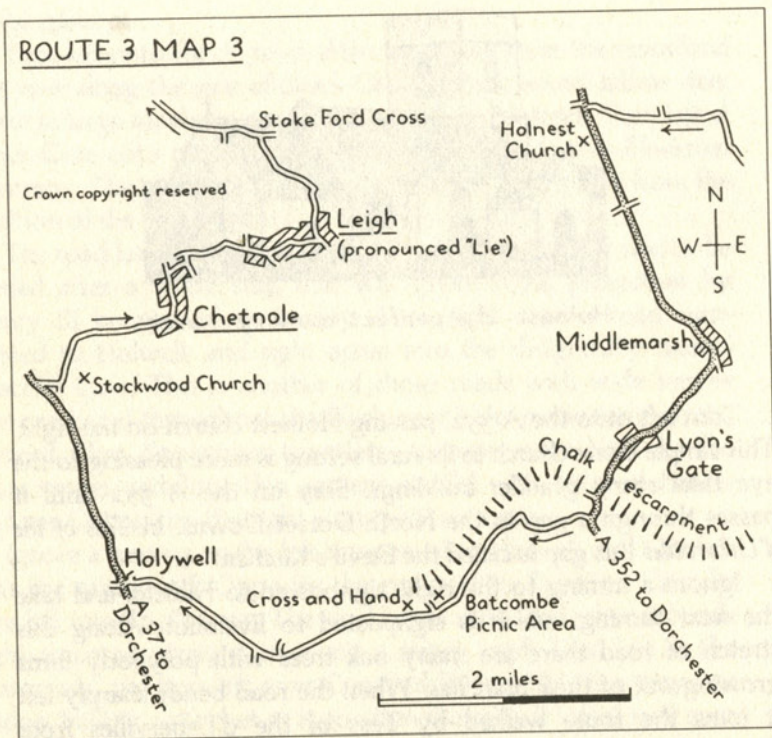 ROUTE 3 MAP 3
Stake Ford Cross
Holnest
Church
Crown copyright reserved
Leigh
(pronounced "Lie")
N
W E
S
Chetnole
Middlemarsh
Stockwood Church
Lyon's
Gate
Chalk
escarpment
Holywell
Cross and Hand
Batcombe
Picnic Area
A 37 to
Dorchester
A 352 to Dorchester
2 miles